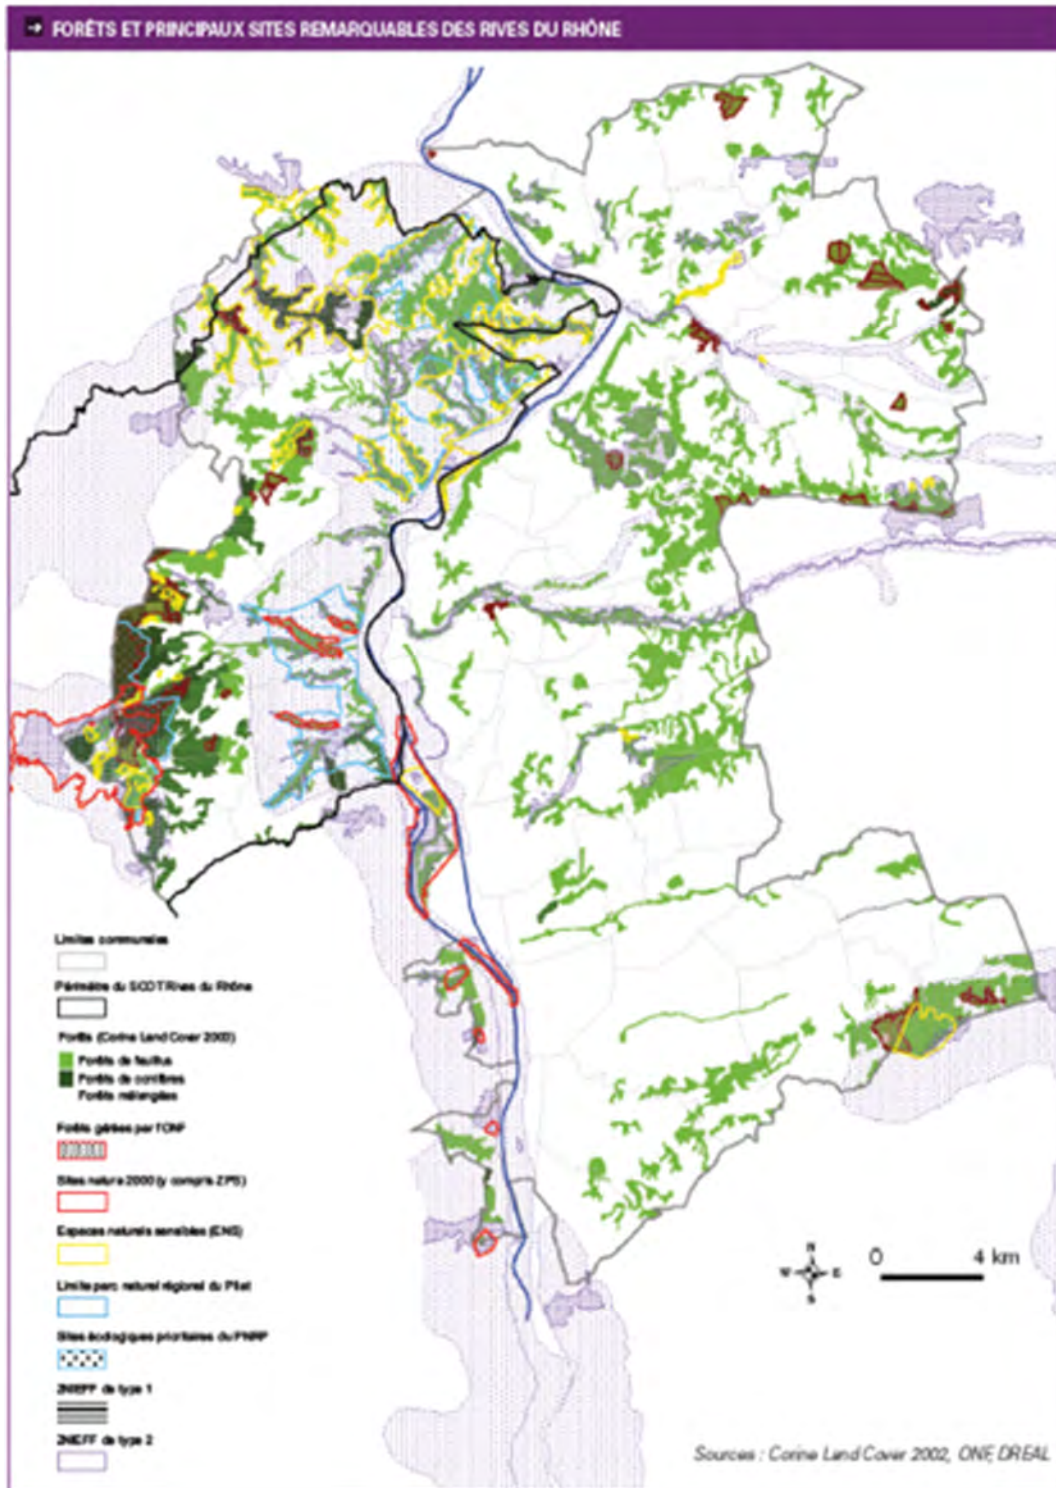 FORÊTS ET PRINCIPAUX SITES REMARQUABLES DES RIVES DU RHÔNE
Limites communales
Périmètre du SCOT Rives du Rhône
Forêts (Corine Land Cover 2003)
Forêts de feuillus
Forêts de conifères
Forêts mélangées
Forêts gérées par l'ONF
Sites natura 2000 (y compris ZPS)
Espaces naturels sensibles (ENS)
Limite parc naturel régional du Pilat
Sites écologiques prioritaires du PNRP
ZNIEFF de type 1
ZNIEFF de type 2
N
W E
S
0 4 km
Sources : Corine Land Cover 2002, ONF, DREAL